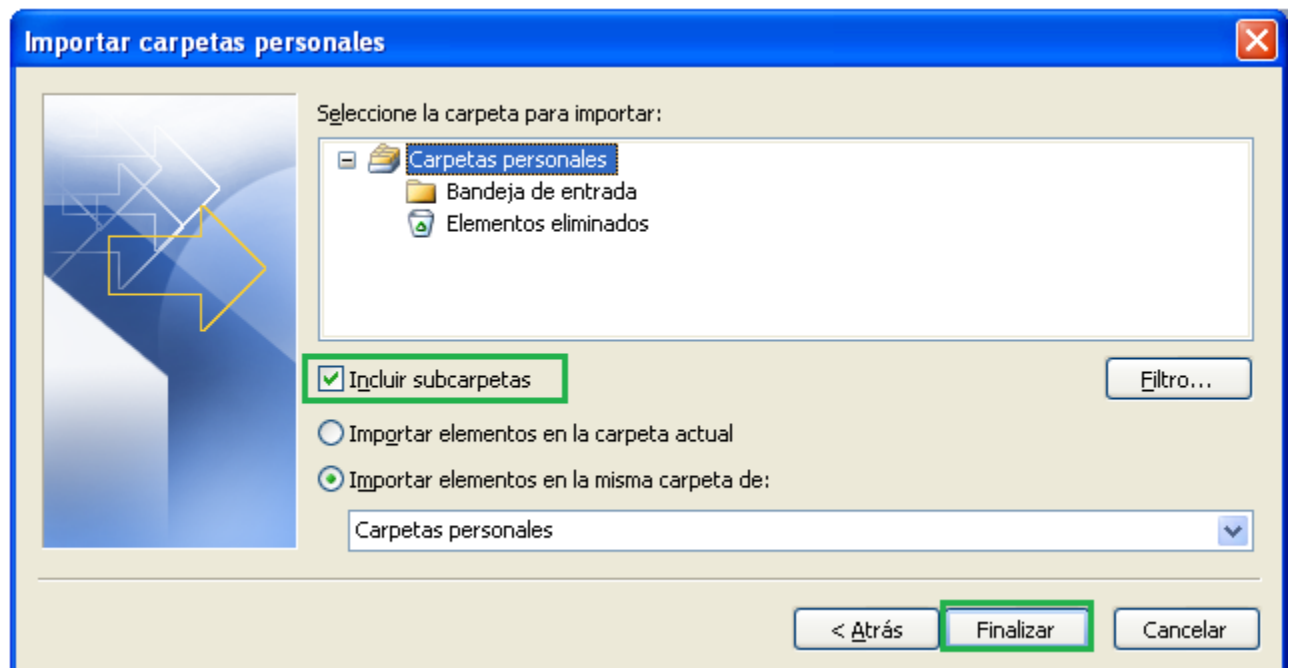 Importar carpetas personales
Seleccione la carpeta para importar:
Carpetas personales
Bandeja de entrada
Elementos eliminados
Incluir subcarpetas
Filtro...
Importar elementos en la carpeta actual
Importar elementos en la misma carpeta de:
Carpetas personales
< Atrás
Finalizar
Cancelar